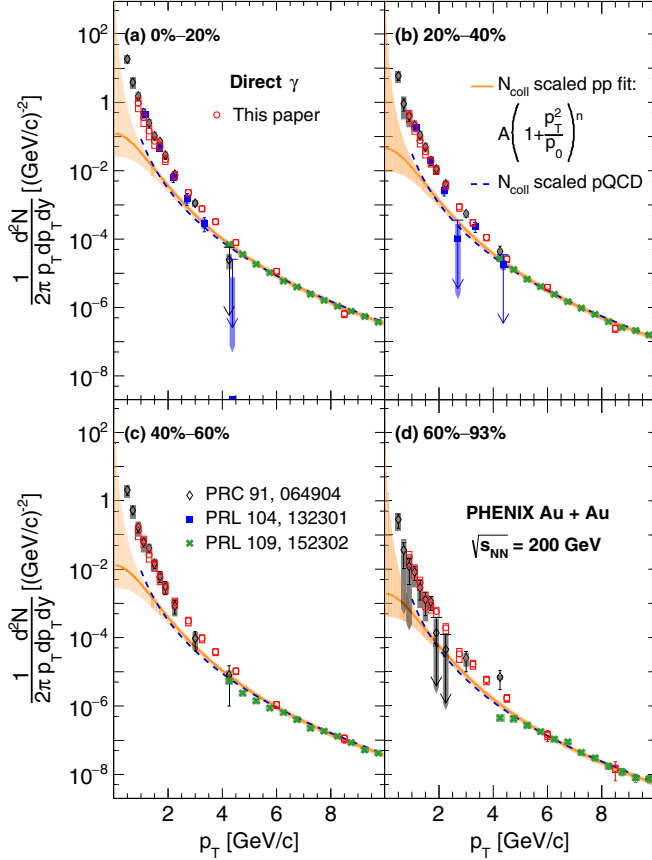 (a) 0%–20%
Direct γ
This paper
(b) 20%–40%
N_coll scaled pp fit:
A(1+p_T^2/p_0)^n
N_coll scaled pQCD
10^2
1
10^−2
10^−4
10^−6
10^−8
1/2π d^2N/p_T dp_T dy [(GeV/c)^-2]
(c) 40%–60%
PRC 91, 064904
PRL 104, 132301
PRL 109, 152302
(d) 60%–93%
PHENIX Au + Au
√s_NN = 200 GeV
10^2
1
10^−2
10^−4
10^−6
10^−8
1/2π d^2N/p_T dp_T dy [(GeV/c)^-2]
2 4 6 8
2 4 6 8
p_T [GeV/c]
p_T [GeV/c]